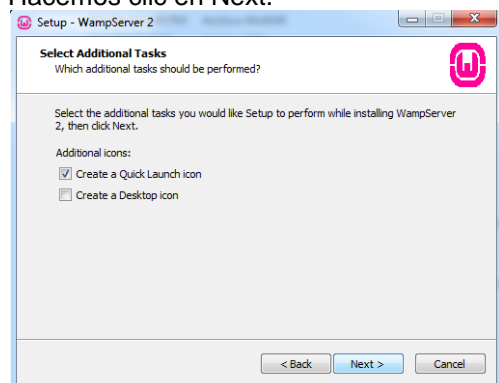 Hacemos clic en Next.
Setup - WampServer 2
Select Additional Tasks
Which additional tasks should be performed?
Select the additional tasks you would like Setup to perform while installing WampServer
2, then click Next.
Additional icons:
Create a Quick Launch icon
Create a Desktop icon
< Back
Next >
Cancel